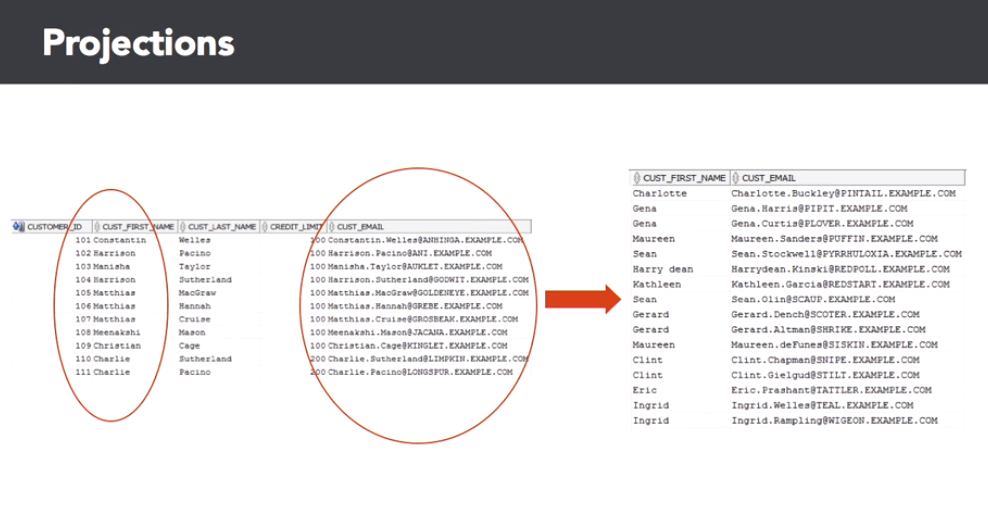 Projections
CUSTOMER_ID CUST_FIRST_NAME CUST_LAST_NAME CREDIT_LIMIT CUST_EMAIL
101 Constantin Welles 100 Constantin.Welles@ANHINGA.EXAMPLE.COM
102 Harrison Pacino 100 Harrison.Pacino@ANI.EXAMPLE.COM
103 Manisha Taylor 100 Manisha.Taylor@AUKLET.EXAMPLE.COM
104 Harrison Sutherland 100 Harrison.Sutherland@GODWIT.EXAMPLE.COM
105 Matthias MacGraw 100 Matthias.MacGraw@GOLDENEYE.EXAMPLE.COM
106 Matthias Hannah 100 Matthias.Hannah@GREBE.EXAMPLE.COM
107 Matthias Cruise 100 Matthias.Cruise@GROSBEAK.EXAMPLE.COM
108 Meenakshi Mason 100 Meenakshi.Mason@JACANA.EXAMPLE.COM
109 Christian Cage 100 Christian.Cage@KINGLET.EXAMPLE.COM
110 Charlie Sutherland 200 Charlie.Sutherland@LIMPKIN.EXAMPLE.COM
111 Charlie Pacino 200 Charlie.Pacino@LONGSPUR.EXAMPLE.COM
CUST_FIRST_NAME CUST_EMAIL
Charlotte Charlotte.Buckley@PINTAIL.EXAMPLE.COM
Gena Gena.Harris@PIPIT.EXAMPLE.COM
Gena Gena.Curtis@PLOVER.EXAMPLE.COM
Maureen Maureen.Sanders@PUFFIN.EXAMPLE.COM
Sean Sean.Stockwell@PYRRHULOXIA.EXAMPLE.COM
Harry dean Harrydean.Kinski@REDPOLL.EXAMPLE.COM
Kathleen Kathleen.Garcia@REDSTART.EXAMPLE.COM
Sean Sean.Olin@SCAUP.EXAMPLE.COM
Gerard Gerard.Dench@SCOTER.EXAMPLE.COM
Gerard Gerard.Altman@SHRIKE.EXAMPLE.COM
Maureen Maureen.deFunes@SISKIN.EXAMPLE.COM
Clint Clint.Chapman@SNIPE.EXAMPLE.COM
Clint Clint.Gielgud@STILT.EXAMPLE.COM
Eric Eric.Prashant@TATTLER.EXAMPLE.COM
Ingrid Ingrid.Welles@TEAL.EXAMPLE.COM
Ingrid Ingrid.Rampling@WIGEON.EXAMPLE.COM